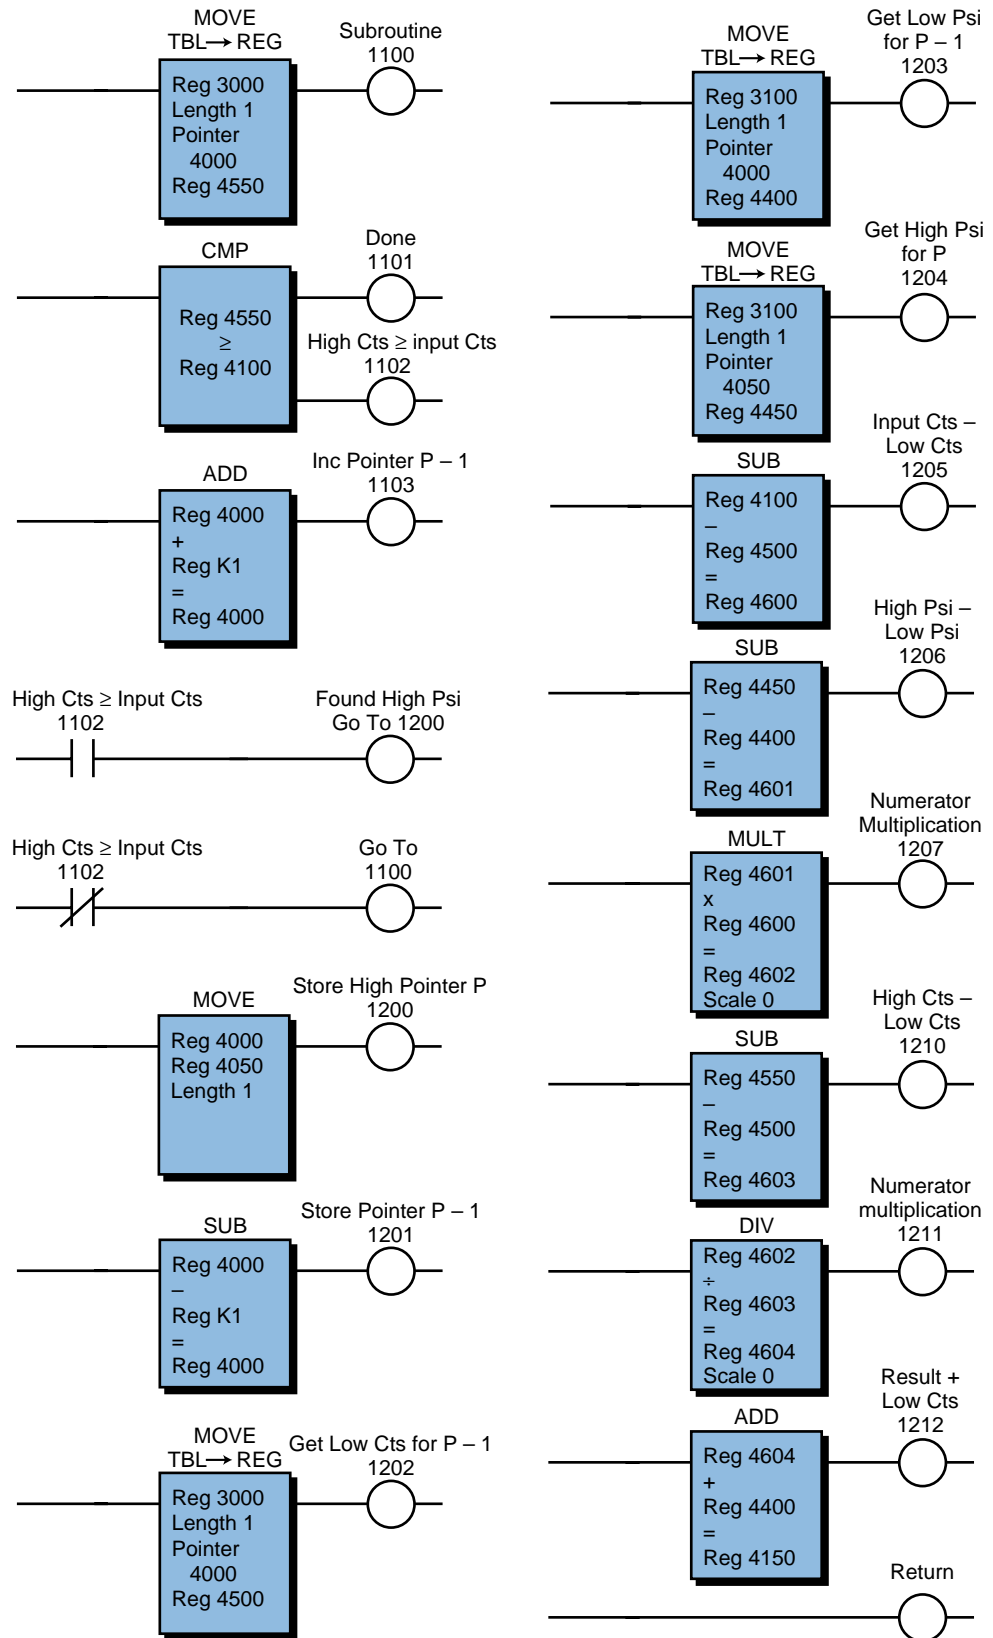 MOVE
TBL→REG
Subroutine
1100
Reg 3000
Length 1
Pointer
4000
Reg 4550
CMP
Done
1101
Reg 4550
≥
Reg 4100
High Cts ≥ input Cts
1102
ADD
Inc Pointer P – 1
1103
Reg 4000
+
Reg K1
=
Reg 4000
High Cts ≥ Input Cts
1102
Found High Psi
Go To 1200
High Cts ≥ Input Cts
1102
Go To
1100
MOVE
Store High Pointer P
1200
Reg 4000
Reg 4050
Length 1
SUB
Store Pointer P – 1
1201
Reg 4000
–
Reg K1
=
Reg 4000
MOVE
TBL→REG
Get Low Cts for P – 1
1202
Reg 3000
Length 1
Pointer
4000
Reg 4500
MOVE
TBL→REG
Get Low Psi
for P – 1
1203
Reg 3100
Length 1
Pointer
4000
Reg 4400
MOVE
TBL→REG
Get High Psi
for P
1204
Reg 3100
Length 1
Pointer
4050
Reg 4450
SUB
Input Cts –
Low Cts
1205
Reg 4100
–
Reg 4500
=
Reg 4600
SUB
High Psi –
Low Psi
1206
Reg 4450
–
Reg 4400
=
Reg 4601
MULT
Numerator
Multiplication
1207
Reg 4601
x
Reg 4600
=
Reg 4602
Scale 0
SUB
High Cts –
Low Cts
1210
Reg 4550
–
Reg 4500
=
Reg 4603
DIV
Numerator
multiplication
1211
Reg 4602
÷
Reg 4603
=
Reg 4604
Scale 0
ADD
Result +
Low Cts
1212
Reg 4604
+
Reg 4400
=
Reg 4150
Return